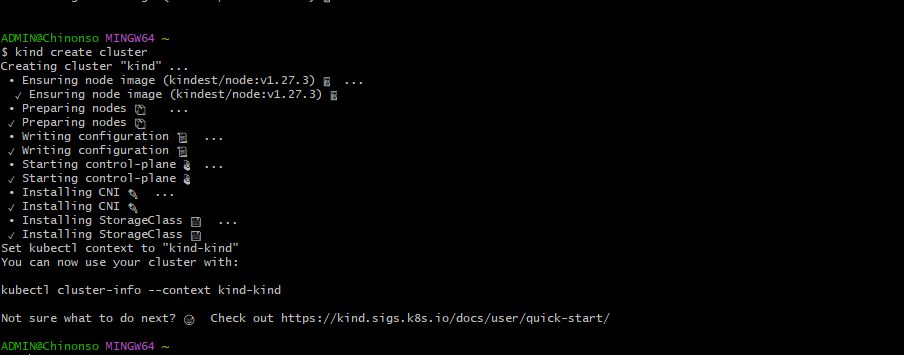 ADMIN@Chinonso MINGW64 ~
$ kind create cluster
Creating cluster "kind" ...
• Ensuring node image (kindest/node:v1.27.3) 🖼 ...
✓ Ensuring node image (kindest/node:v1.27.3) 🖼
• Preparing nodes 📦 ...
✓ Preparing nodes 📦
• Writing configuration 📜 ...
✓ Writing configuration 📜
• Starting control-plane 🕹️ ...
✓ Starting control-plane 🕹️
• Installing CNI 🔌 ...
✓ Installing CNI 🔌
• Installing StorageClass 💾 ...
✓ Installing StorageClass 💾
Set kubectl context to "kind-kind"
You can now use your cluster with:
kubectl cluster-info --context kind-kind
Not sure what to do next? 😅 Check out https://kind.sigs.k8s.io/docs/user/quick-start/
ADMIN@Chinonso MINGW64 ~